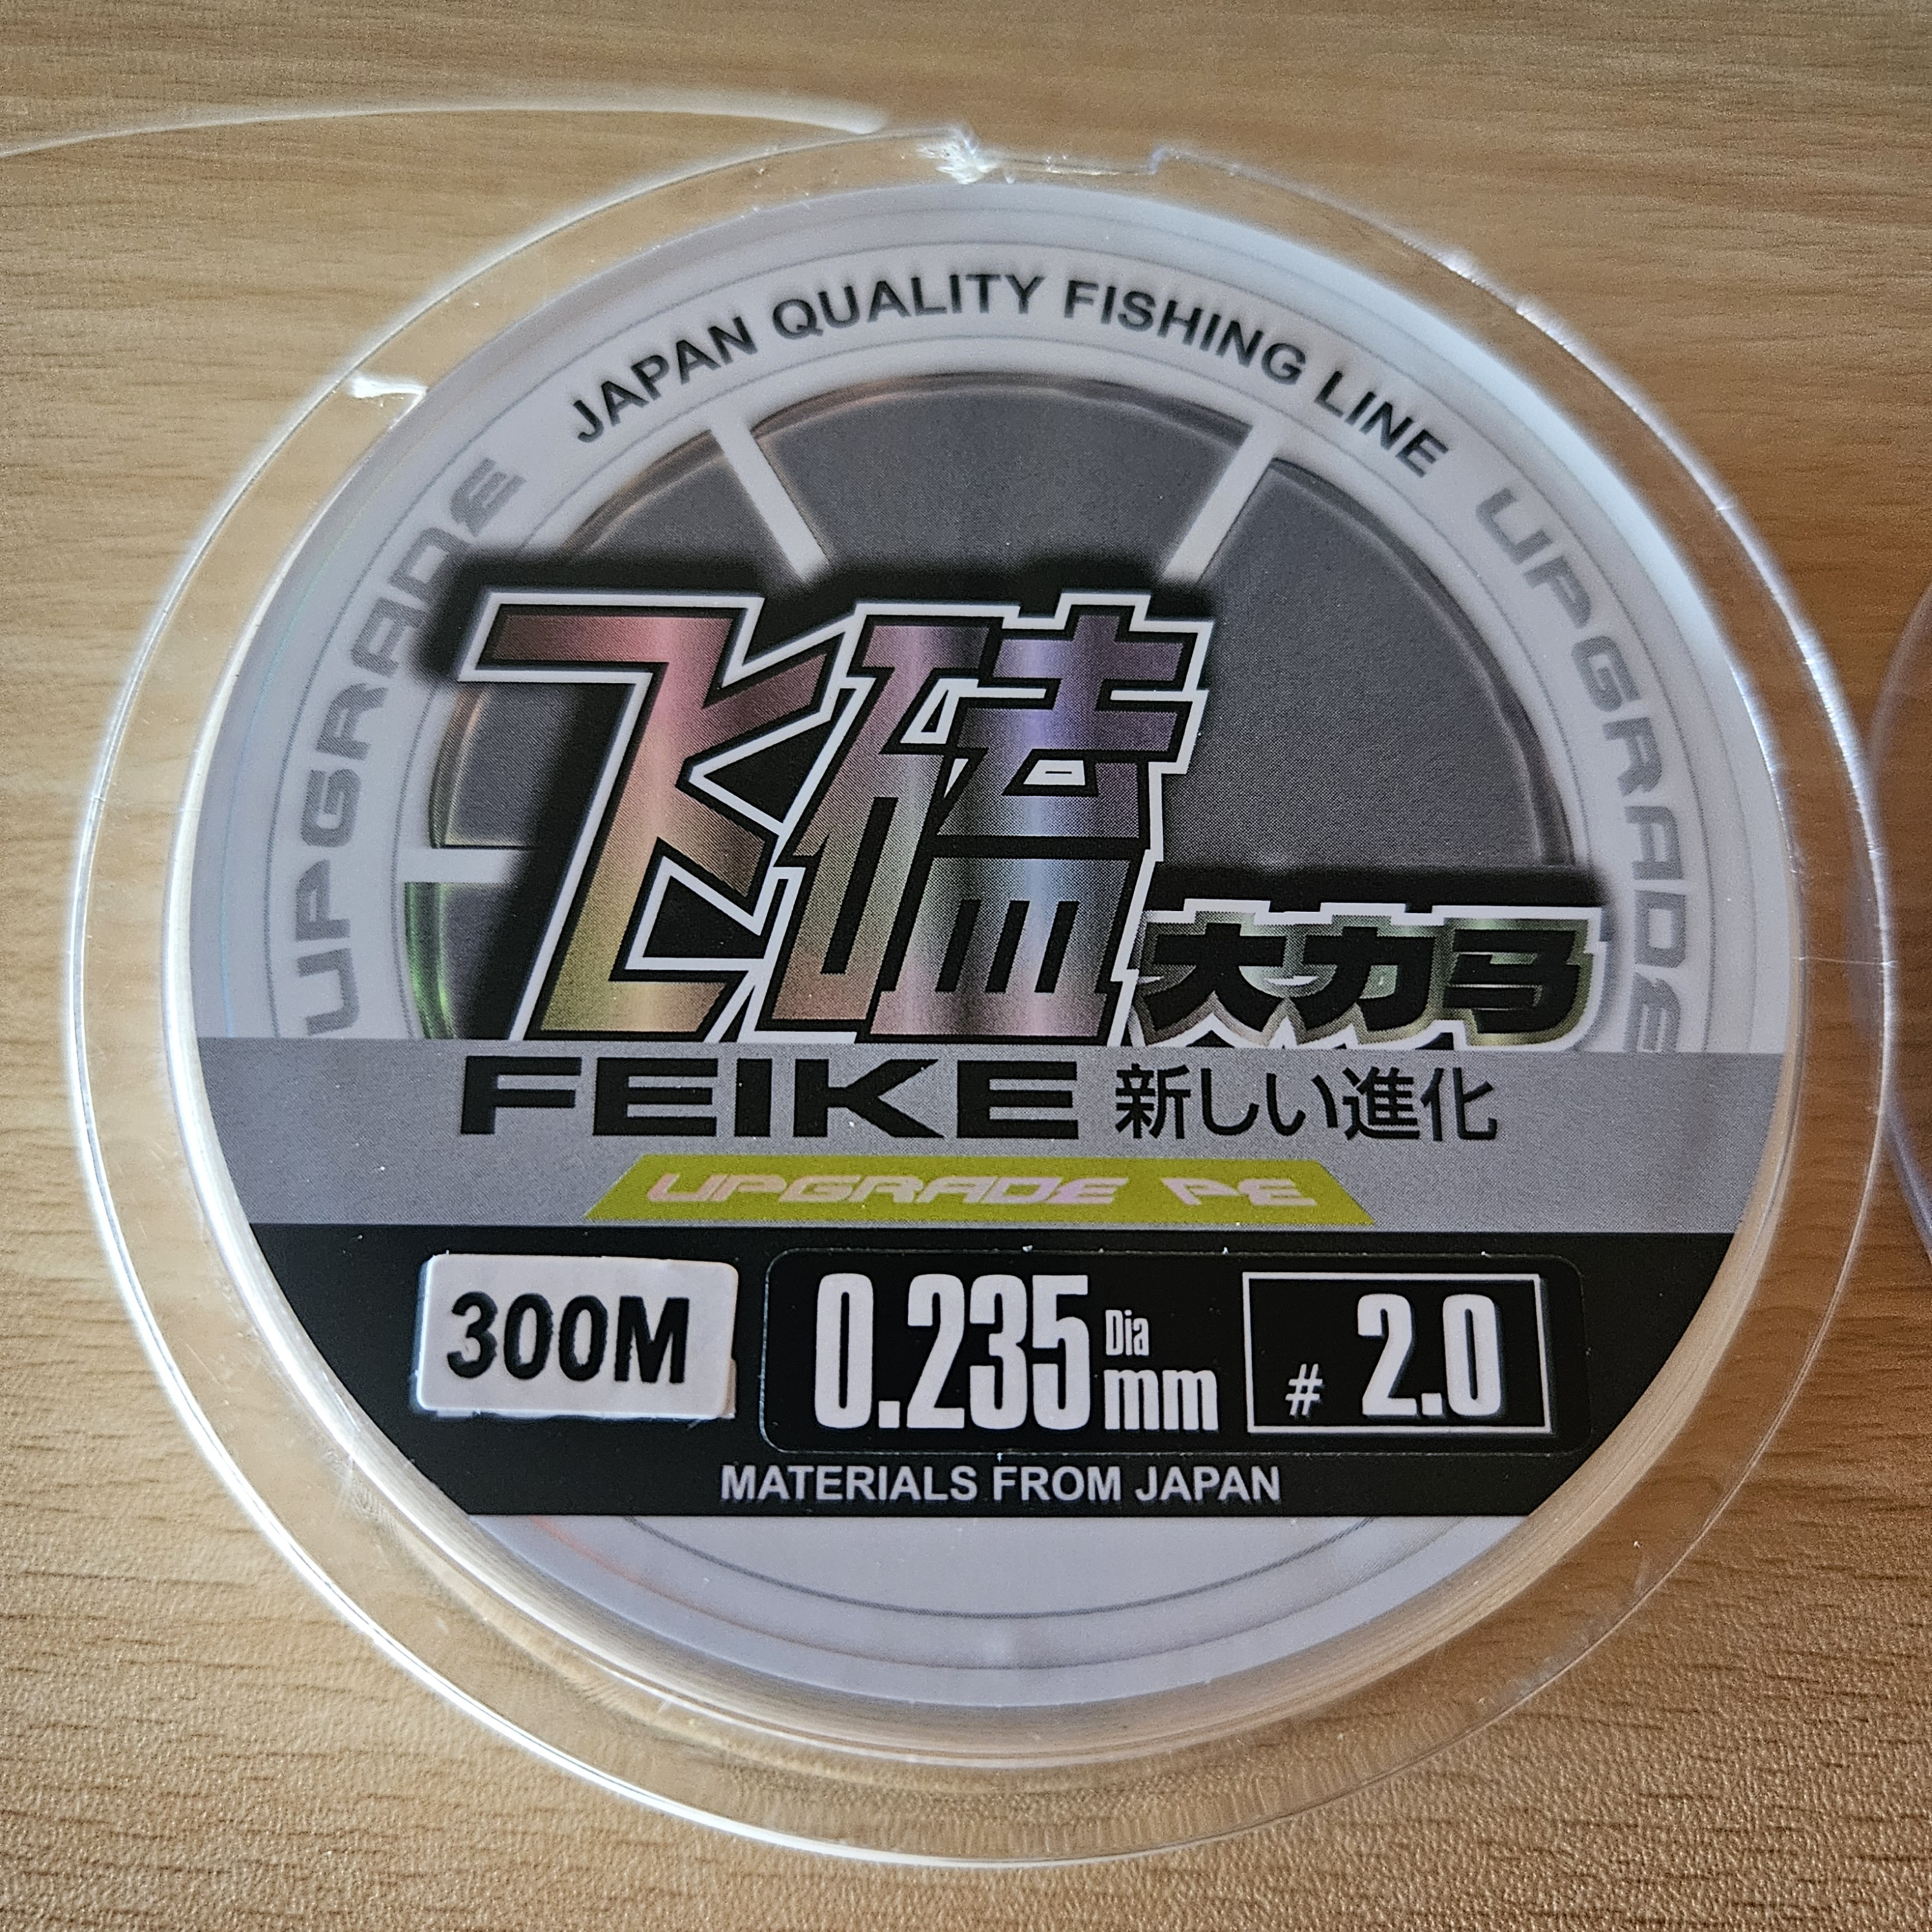 JAPAN QUALITY FISHING LINE
UPGRADE
UPGRADE
飞磕
大力弓
FEIKE 新しい進化
UPGRADE PE
300M
0.235 Dia mm
# 2.0
MATERIALS FROM JAPAN